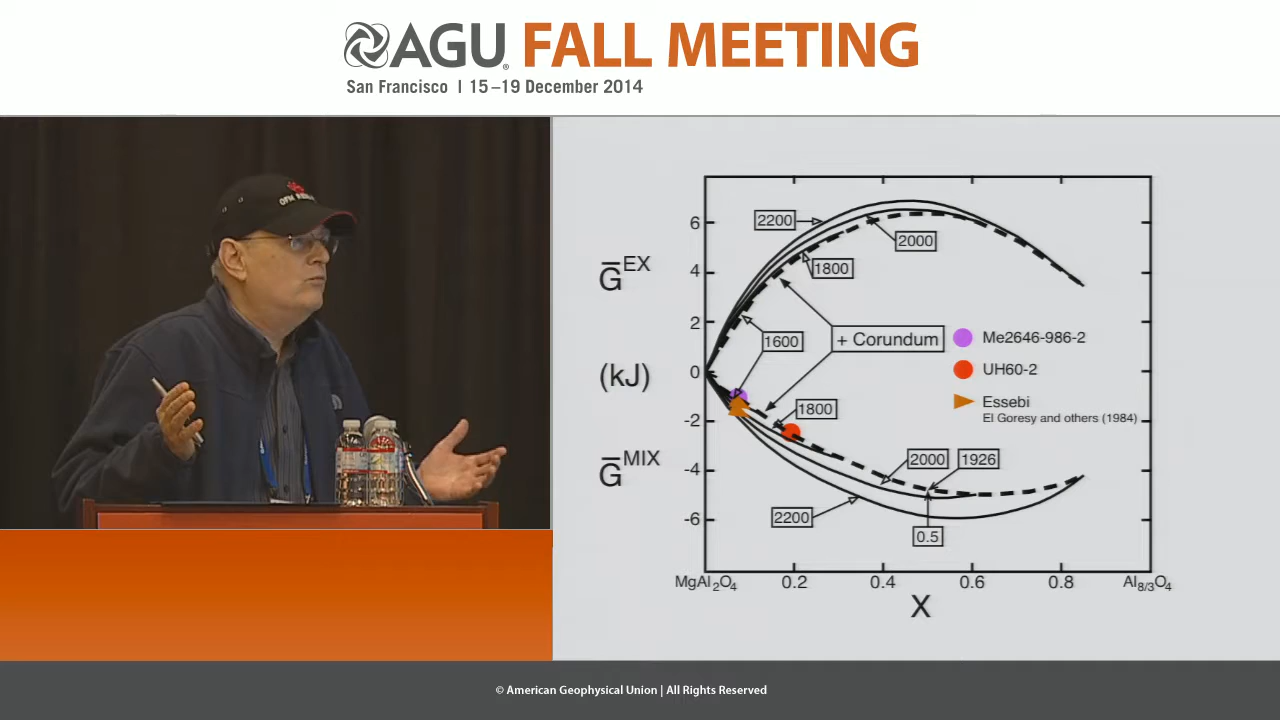 AGU FALL MEETING
San Francisco | 15–19 December 2014
6
4
2
0
-2
-4
-6
G̅ᴱˣ
(kJ)
G̅ᴹᴵˣ
2200
2000
1800
1600
+ Corundum
1800
2000
1926
2200
0.5
Me2646-986-2
UH60-2
Essebi
El Goresy and others (1984)
MgAl₂O₄ 0.2 0.4 0.6 0.8 Al₈/₃O₄
X
© American Geophysical Union | All Rights Reserved